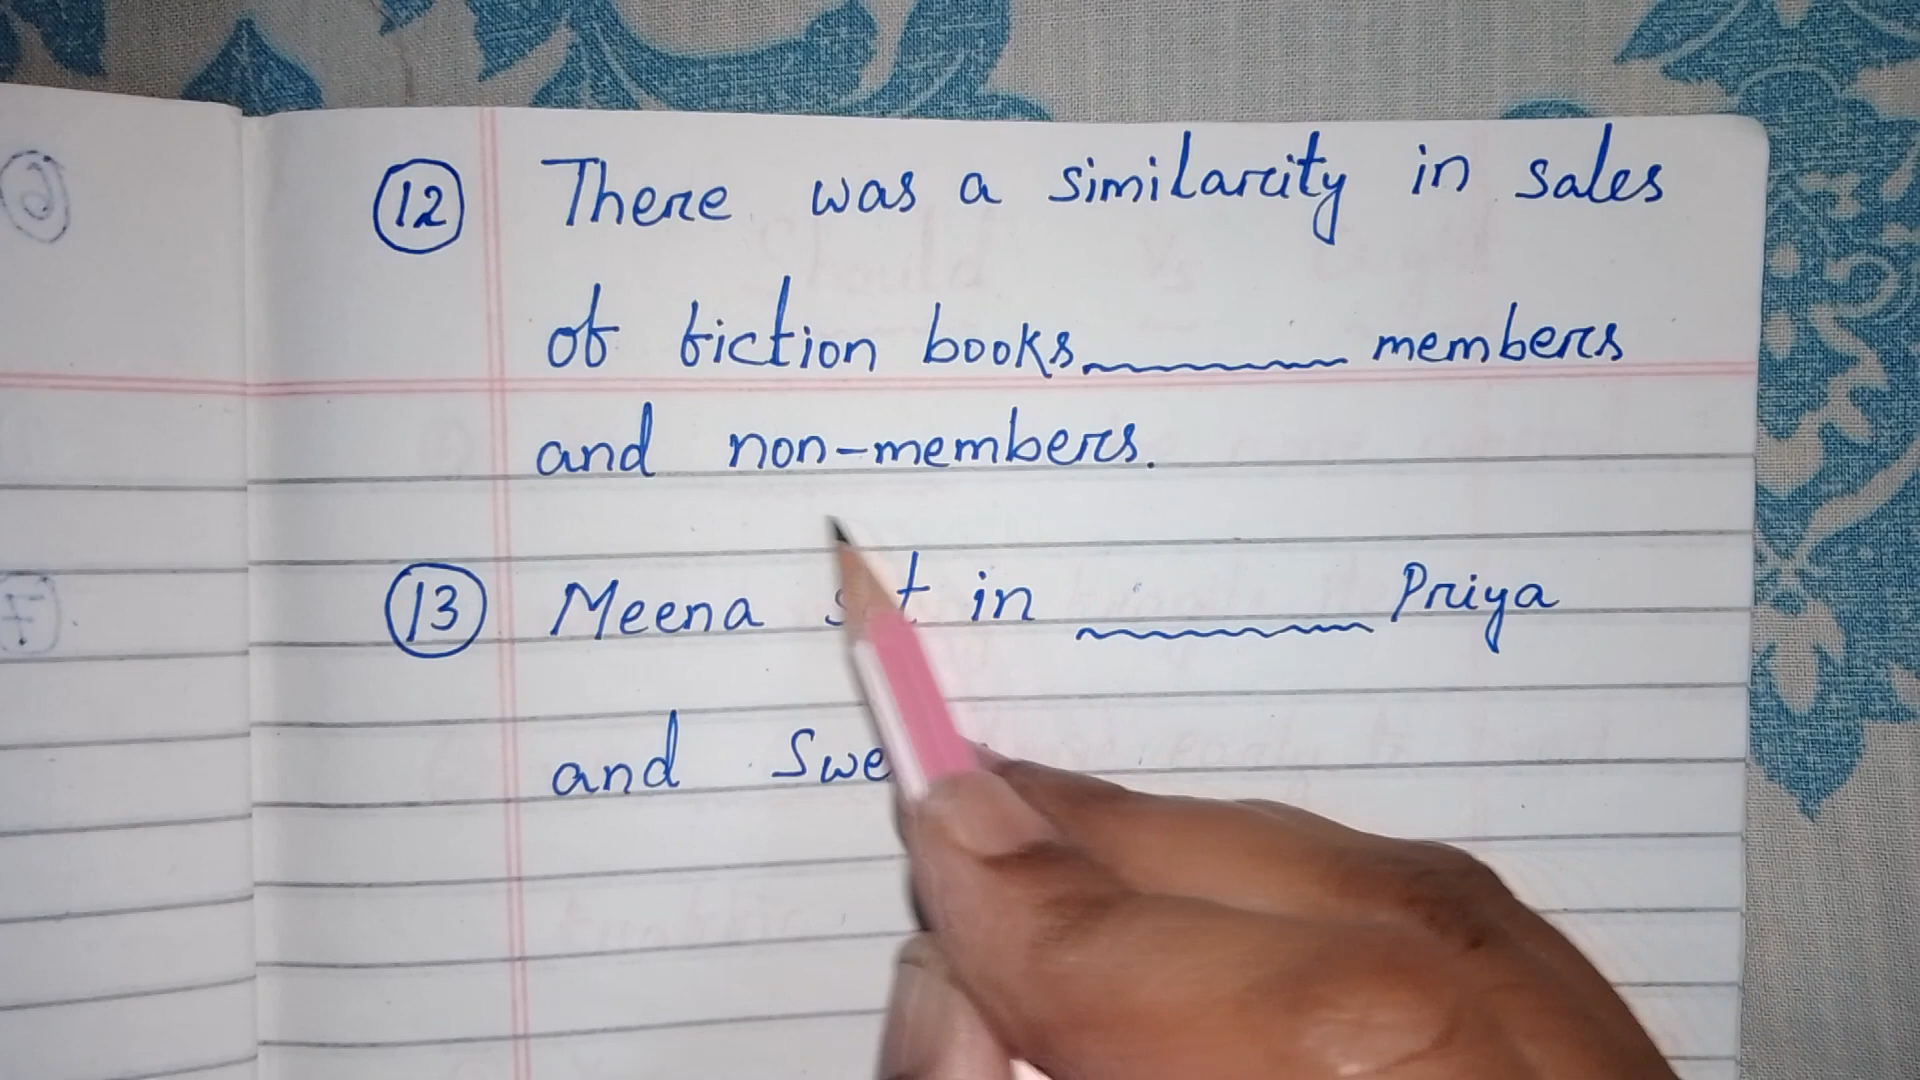 12 There was a similarity in sales
of fiction books ______ members
and non-members.
13 Meena in ______ Priya
and